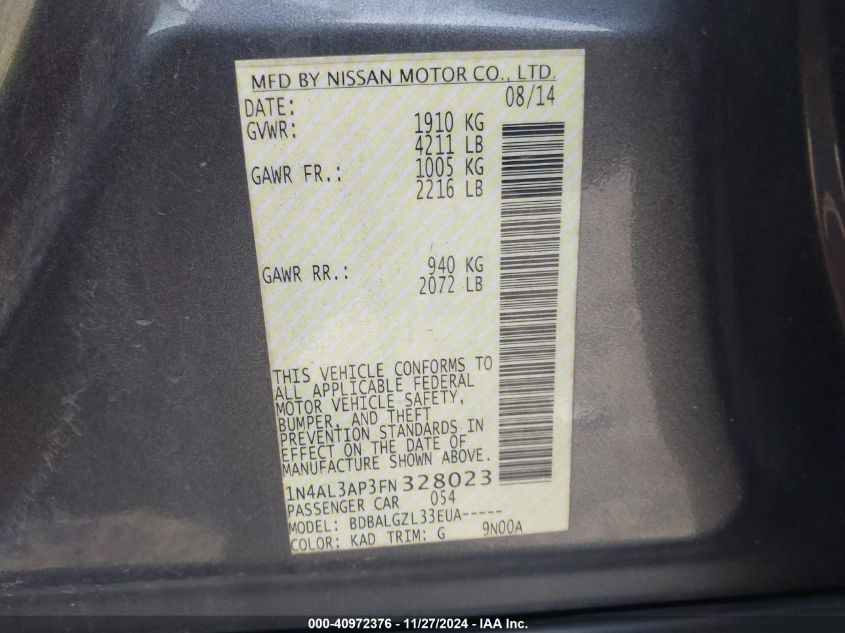 MFD BY NISSAN MOTOR CO., LTD.
DATE: 08/14
GVWR: 1910 KG
4211 LB
GAWR FR.: 1005 KG
2216 LB
GAWR RR.: 940 KG
2072 LB
THIS VEHICLE CONFORMS TO
ALL APPLICABLE FEDERAL
MOTOR VEHICLE SAFETY,
BUMPER, AND THEFT
PREVENTION STANDARDS IN
EFFECT ON THE DATE OF
MANUFACTURE SHOWN ABOVE.
1N4AL3AP3FN328023
PASSENGER CAR 054
MODEL: BDBALGZL33EUA-----
COLOR: KAD TRIM: G 9N00A
000-40972376 - 11/27/2024 - IAA Inc.